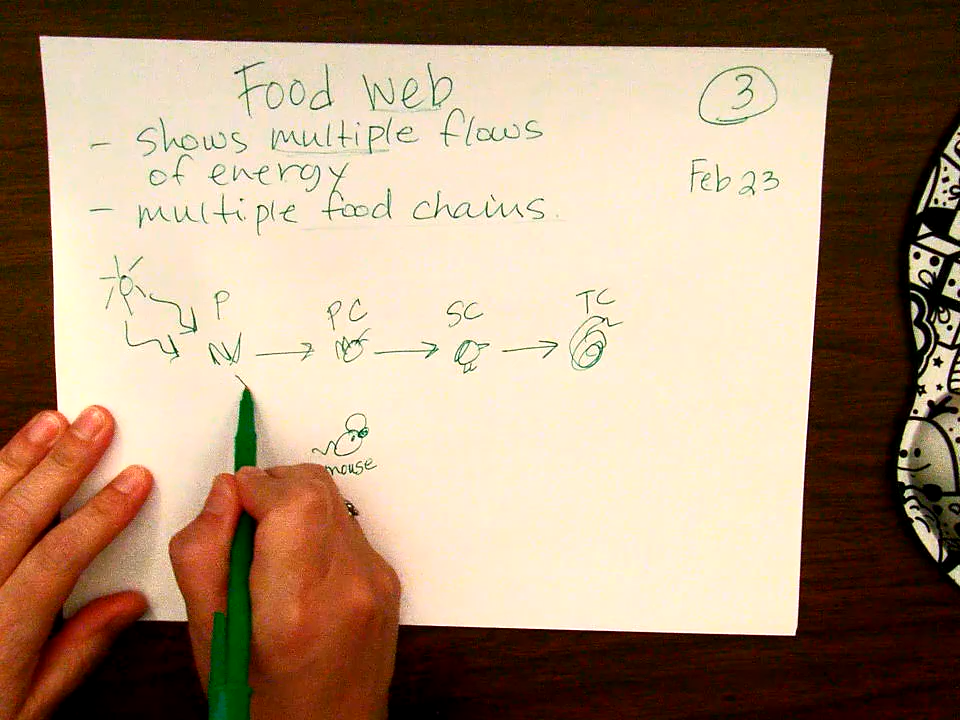 Food web
3
- shows multiple flows
of energy
Feb 23
- multiple food chains.
P
PC
SC
TC
mouse